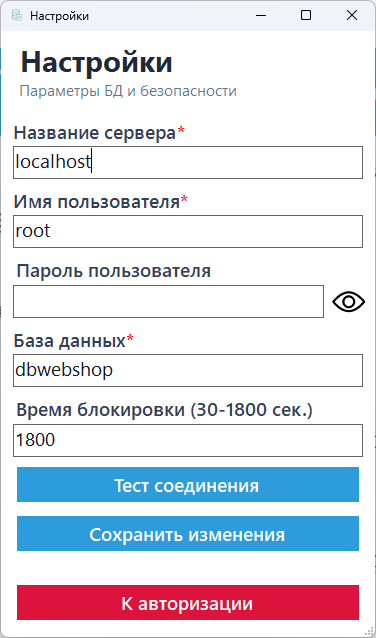 Настройки
Настройки
Параметры БД и безопасности
Название сервера*
localhost
Имя пользователя*
root
Пароль пользователя
База данных*
dbwebshop
Время блокировки (30-1800 сек.)
1800
Тест соединения
Сохранить изменения
К авторизации